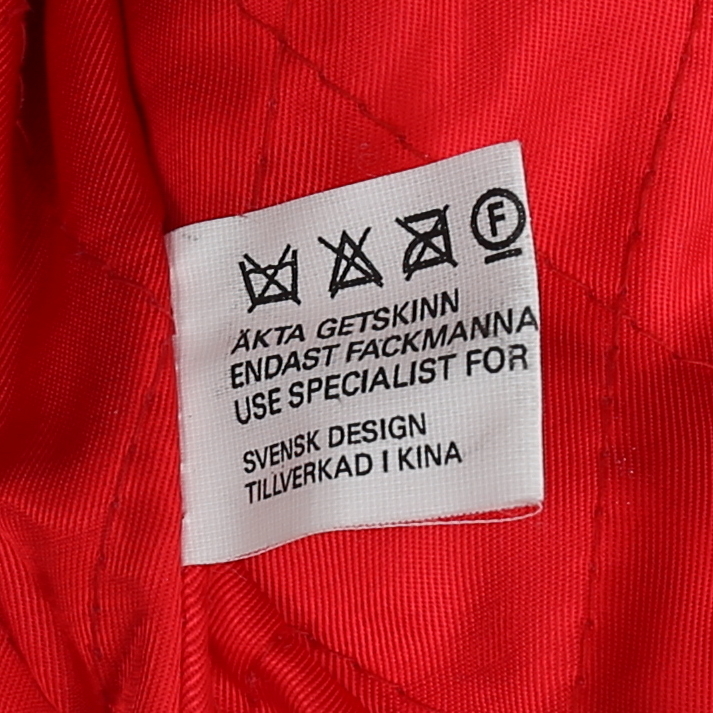 F
ÄKTA GETSKINN
ENDAST FACKMANNA
USE SPECIALIST FOR
SVENSK DESIGN
TILLVERKAD I KINA